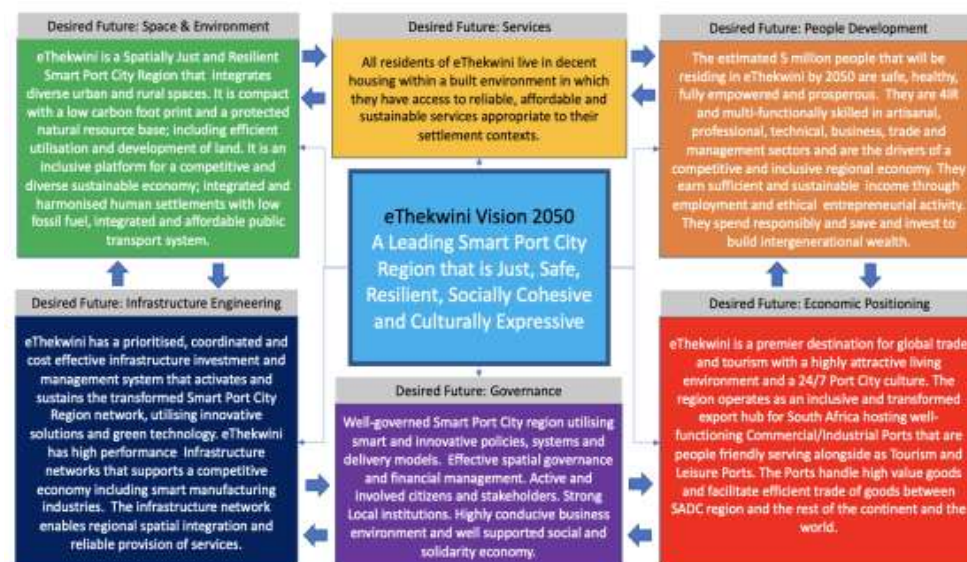 Desired Future: Space & Environment
eThekwini is a Spatially Just and Resilient
Smart Port City Region that integrates
diverse urban and rural spaces. It is compact
with a low carbon foot print and a protected
natural resource base; including efficient
utilisation and development of land. It is an
inclusive platform for a competitive and
diverse sustainable economy; integrated and
harmonised human settlements with low
fossil fuel, integrated and affordable public
transport system.
Desired Future: Services
All residents of eThekwini live in decent
housing within a built environment in which
they have access to reliable, affordable and
sustainable services appropriate to their
settlement contexts.
Desired Future: People Development
The estimated 5 million people that will be
residing in eThekwini by 2050 are safe, healthy,
fully empowered and prosperous. They are 4IR
and multi-functionally skilled in artisanal,
professional, technical, business, trade and
management sectors and are the drivers of a
competitive and inclusive regional economy. They
earn sufficient and sustainable income through
employment and ethical entrepreneurial activity.
They spend responsibly and save and invest to
build intergenerational wealth.
eThekwini Vision 2050
A Leading Smart Port City
Region that is Just, Safe,
Resilient, Socially Cohesive
and Culturally Expressive
Desired Future: Infrastructure Engineering
eThekwini has a prioritised, coordinated and
cost effective infrastructure investment and
management system that activates and
sustains the transformed Smart Port City
Region network, utilising innovative
solutions and green technology. eThekwini
has high performance Infrastructure
networks that supports a competitive
economy including smart manufacturing
industries. The infrastructure network
enables regional spatial integration and
reliable provision of services.
Desired Future: Governance
Well-governed Smart Port City region utilising
smart and innovative policies, systems and
delivery models. Effective spatial governance
and financial management. Active and
involved citizens and stakeholders. Strong
Local institutions. Highly conducive business
environment and well supported social and
solidarity economy.
Desired Future: Economic Positioning
eThekwini is a premier destination for global trade
and tourism with a highly attractive living
environment and a 24/7 Port City culture. The
region operates as an inclusive and transformed
export hub for South Africa hosting well-
functioning Commercial/Industrial Ports that are
people friendly serving alongside as Tourism and
Leisure Ports. The Ports handle high value goods
and facilitate efficient trade of goods between
SADC region and the rest of the continent and the
world.